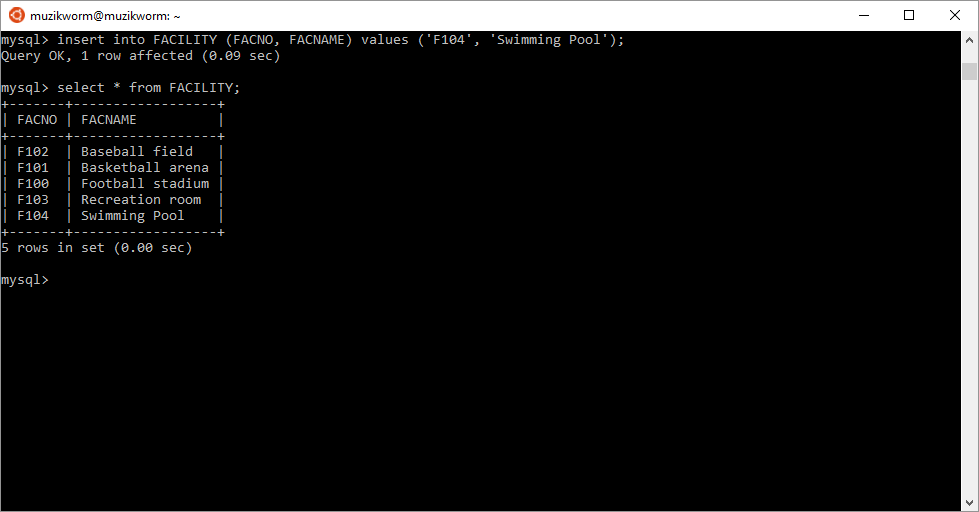 muzikworm@muzikworm: ~
mysql> insert into FACILITY (FACNO, FACNAME) values ('F104', 'Swimming Pool');
Query OK, 1 row affected (0.09 sec)
mysql> select * from FACILITY;
+-------+------------------+
| FACNO | FACNAME          |
+-------+------------------+
| F102  | Baseball field   |
| F101  | Basketball arena |
| F100  | Football stadium |
| F103  | Recreation room  |
| F104  | Swimming Pool    |
+-------+------------------+
5 rows in set (0.00 sec)
mysql>